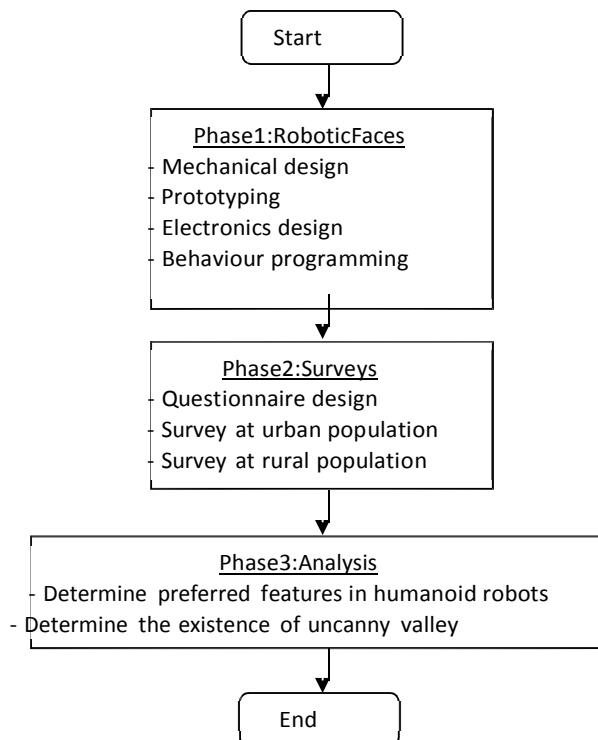 Start
Phase1:RoboticFaces
- Mechanical design
- Prototyping
- Electronics design
- Behaviour programming
Phase2:Surveys
- Questionnaire design
- Survey at urban population
- Survey at rural population
Phase3:Analysis
- Determine preferred features in humanoid robots
- Determine the existence of uncanny valley
End